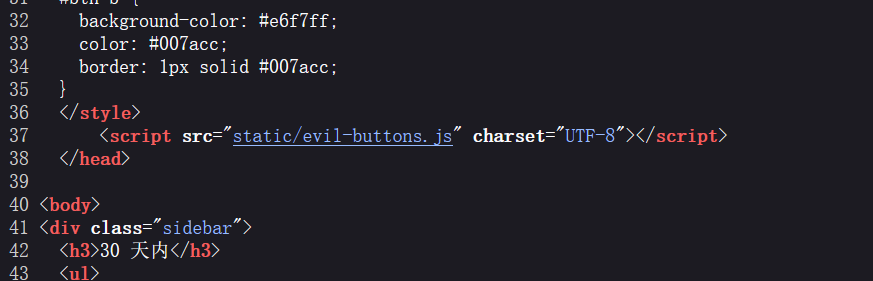 32 background-color: #e6f7ff;
33 color: #007acc;
34 border: 1px solid #007acc;
35 }
36 </style>
37 <script src="static/evil-buttons.js" charset="UTF-8"></script>
38 </head>
39
40 <body>
41 <div class="sidebar">
42 <h3>30 天内</h3>
43 <ul>